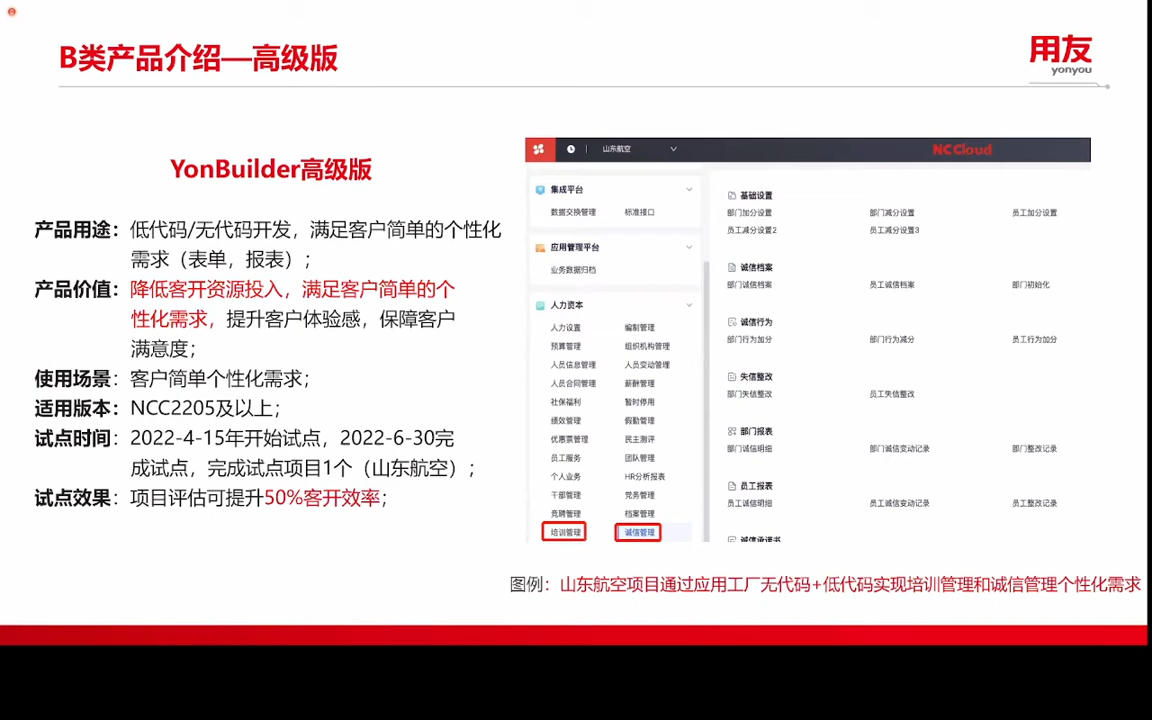 B类产品介绍—高级版
用友
yonyou
YonBuilder高级版
产品用途：低代码/无代码开发，满足客户简单的个性化
需求（表单，报表）；
产品价值：降低客开资源投入，满足客户简单的个
性化需求，提升客户体验感，保障客户
满意度；
使用场景：客户简单个性化需求；
适用版本：NCC2205及以上；
试点时间：2022-4-15年开始试点，2022-6-30完
成试点，完成试点项目1个（山东航空）；
试点效果：项目评估可提升50%客开效率；
山东航空
NCCloud
集成平台
数据交换管理 标准接口
应用管理平台
业务数据归档
人力资本
人力设置 编制管理
预算管理 组织机构管理
人员信息管理 人员变动管理
人员合同管理 薪酬管理
社保福利 暂时停用
绩效管理 假勤管理
优惠票管理 民主测评
员工服务 团队管理
个人业务 HR分析报表
干部管理 党务管理
竞聘管理 档案管理
培训管理 诚信管理
基础设置
部门加分设置 部门减分设置 员工加分设置
员工减分设置2 员工减分设置3
诚信档案
部门诚信档案 员工诚信档案 部门初始化
诚信行为
部门行为加分 部门行为减分 员工行为加分
失信整改
部门失信整改 员工失信整改
部门报表
部门诚信明细 部门诚信变动记录 部门整改记录
员工报表
员工诚信明细 员工诚信变动记录 员工整改记录
诚信承诺书
图例：山东航空项目通过应用工厂无代码+低代码实现培训管理和诚信管理个性化需求